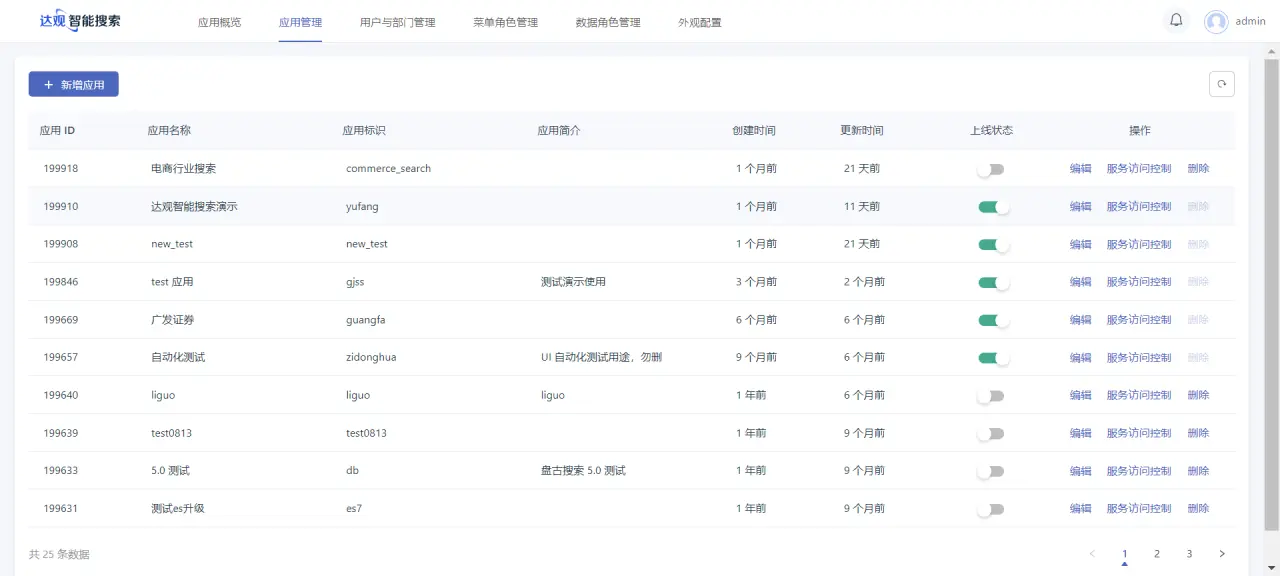 达观智能搜索 应用概览 应用管理 用户与部门管理 菜单角色管理 数据角色管理 外观配置 admin
+ 新增应用
应用 ID 应用名称 应用标识 应用简介 创建时间 更新时间 上线状态 操作
199918 电商行业搜索 commerce_search 1 个月前 21 天前 编辑 服务访问控制 删除
199910 达观智能搜索演示 yufang 1 个月前 11 天前 编辑 服务访问控制 删除
199908 new_test new_test 1 个月前 21 天前 编辑 服务访问控制 删除
199846 test 应用 gjss 测试演示使用 3 个月前 2 个月前 编辑 服务访问控制 删除
199669 广发证券 guangfa 6 个月前 6 个月前 编辑 服务访问控制 删除
199657 自动化测试 zidonghua UI 自动化测试用途，勿删 9 个月前 6 个月前 编辑 服务访问控制 删除
199640 liguo liguo liguo 1 年前 6 个月前 编辑 服务访问控制 删除
199639 test0813 test0813 1 年前 9 个月前 编辑 服务访问控制 删除
199633 5.0 测试 db 盘古搜索 5.0 测试 1 年前 9 个月前 编辑 服务访问控制 删除
199631 测试es升级 es7 1 年前 9 个月前 编辑 服务访问控制 删除
共 25 条数据 < 1 2 3 >